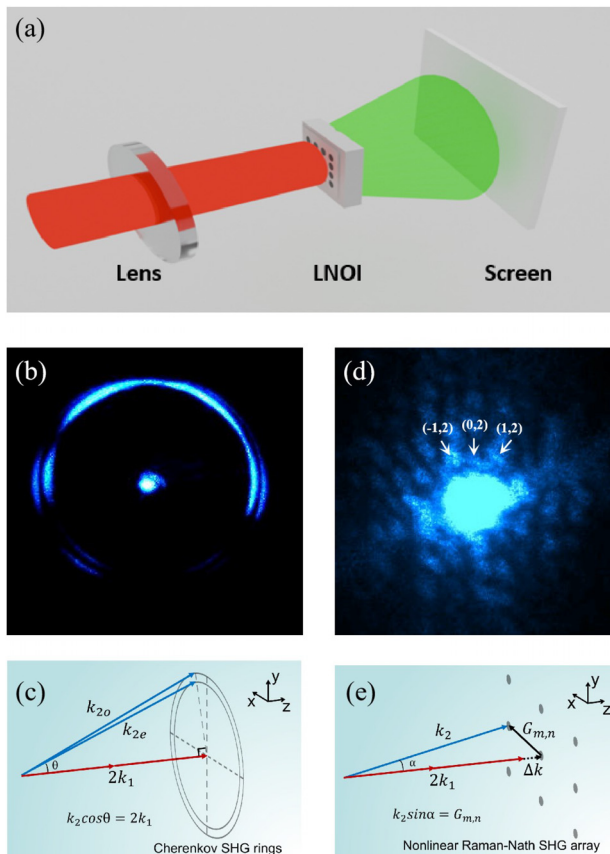 (a)
Lens LNOI Screen
(b)
(d)
(-1,2) (0,2) (1,2)
(c)
k₂ₒ
k₂ₑ
θ
2k₁
x y z
k₂cosθ = 2k₁
Cherenkov SHG rings
(e)
x y z
k₂
Gₘ,ₙ
α
2k₁
Δk
k₂sinα = Gₘ,ₙ
Nonlinear Raman-Nath SHG array